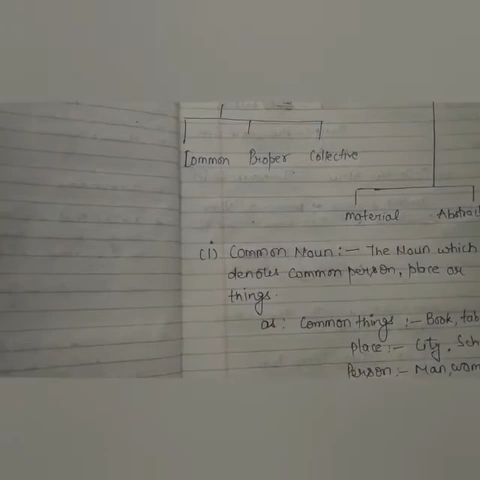 Common Proper Collective
material Abstrac
(i) Common Noun:- The Noun which
denotes Common person, place or
things.
as: Common things :- Book, tab
Place :- City, Sch
Person :- Man, wom